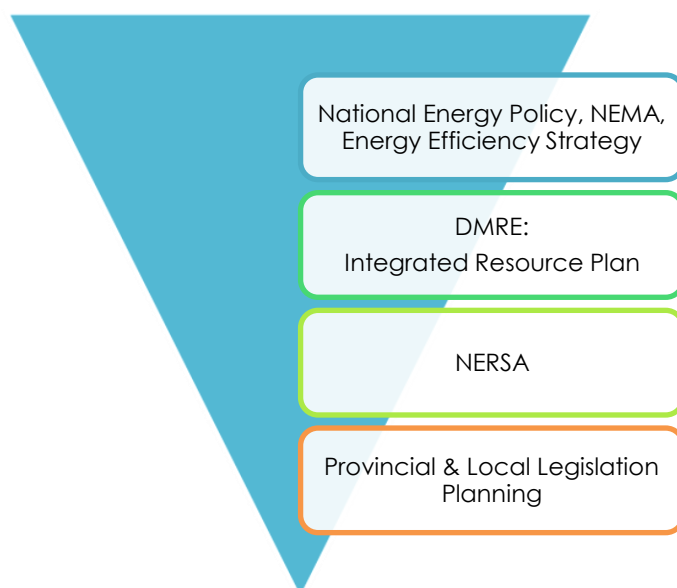 National Energy Policy, NEMA,
Energy Efficiency Strategy
DMRE:
Integrated Resource Plan
NERSA
Provincial & Local Legislation
Planning